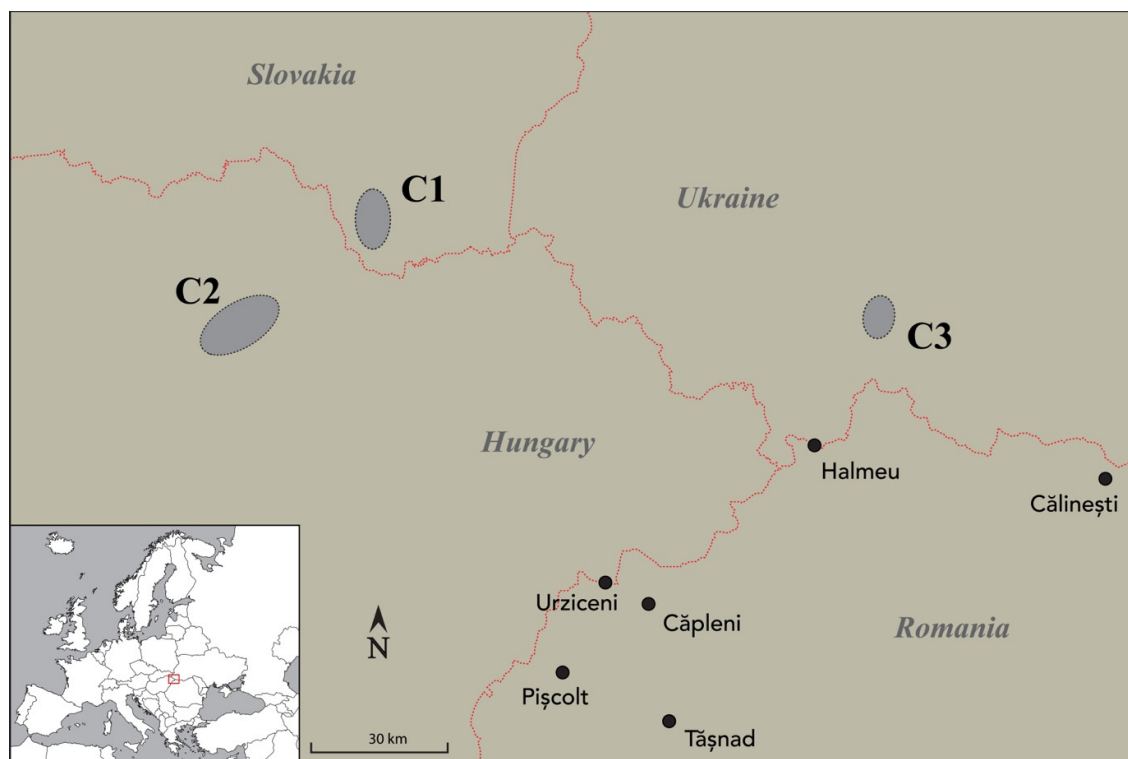 Slovakia
C1
Ukraine
C2
C3
Hungary
Halmeu
Călinești
Urziceni
Căpleni
Romania
N
Pișcolt
Tășnad
30 km